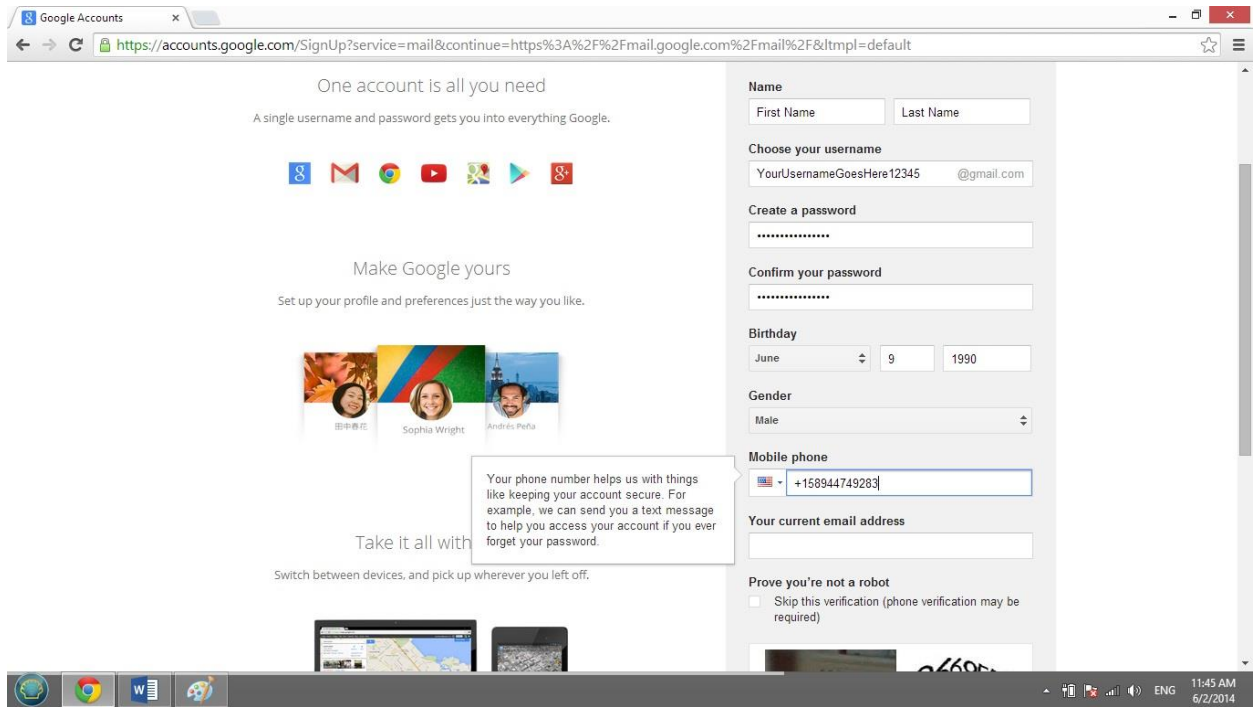 Google Accounts
https://accounts.google.com/SignUp?service=mail&continue=https%3A%2F%2Fmail.google.com%2Fmail%2F&ltmpl=default
One account is all you need
A single username and password gets you into everything Google.
Make Google yours
Set up your profile and preferences just the way you like.
田中春花
Sophia Wright
Andrés Peña
Your phone number helps us with things
like keeping your account secure. For
example, we can send you a text message
to help you access your account if you ever
forget your password.
Take it all with
Switch between devices, and pick up wherever you left off.
Name
First Name Last Name
Choose your username
YourUsernameGoesHere12345 @gmail.com
Create a password
••••••••••••••••
Confirm your password
••••••••••••••••
Birthday
June 9 1990
Gender
Male
Mobile phone
+158944749283
Your current email address
Prove you're not a robot
Skip this verification (phone verification may be
required)
ENG
11:45 AM
6/2/2014